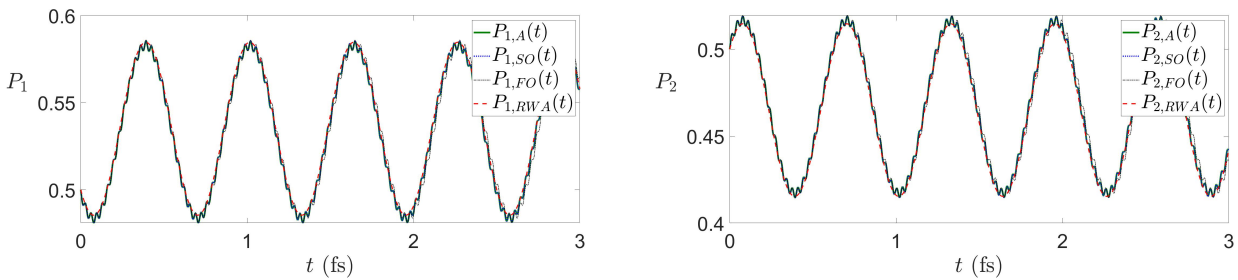 0.6
P1,A(t)
P1,SO(t)
P1,FO(t)
P1,RWA(t)
P1
0.55
0.5
0 1 2 3
t (fs)
P2,A(t)
P2,SO(t)
P2,FO(t)
P2,RWA(t)
0.5
P2
0.45
0.4
0 1 2 3
t (fs)